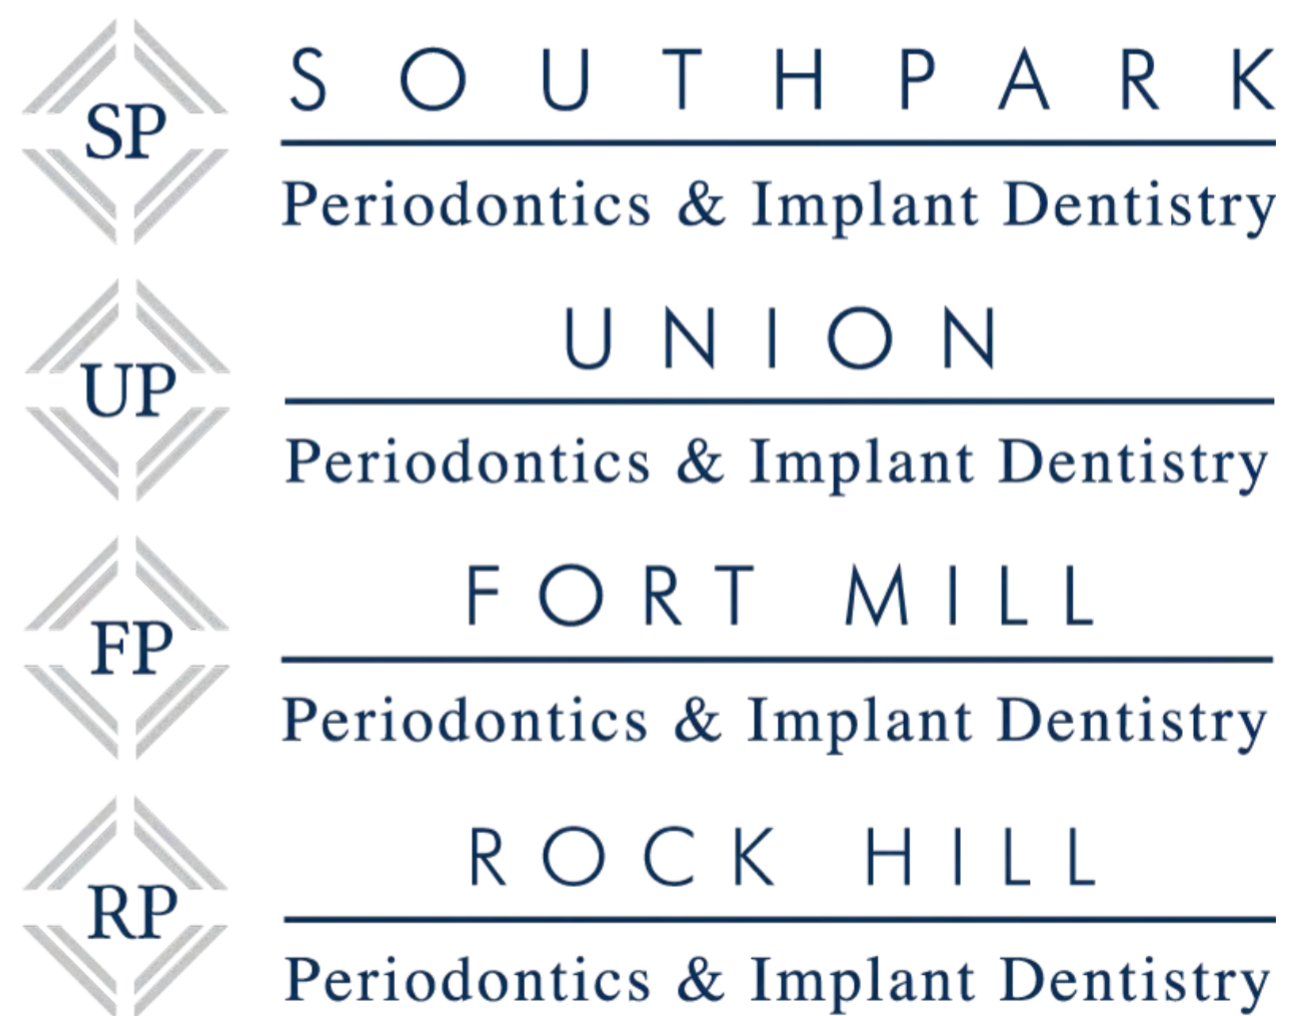 SP
SOUTHPARK
Periodontics & Implant Dentistry
UP
UNION
Periodontics & Implant Dentistry
FP
FORT MILL
Periodontics & Implant Dentistry
RP
ROCK HILL
Periodontics & Implant Dentistry